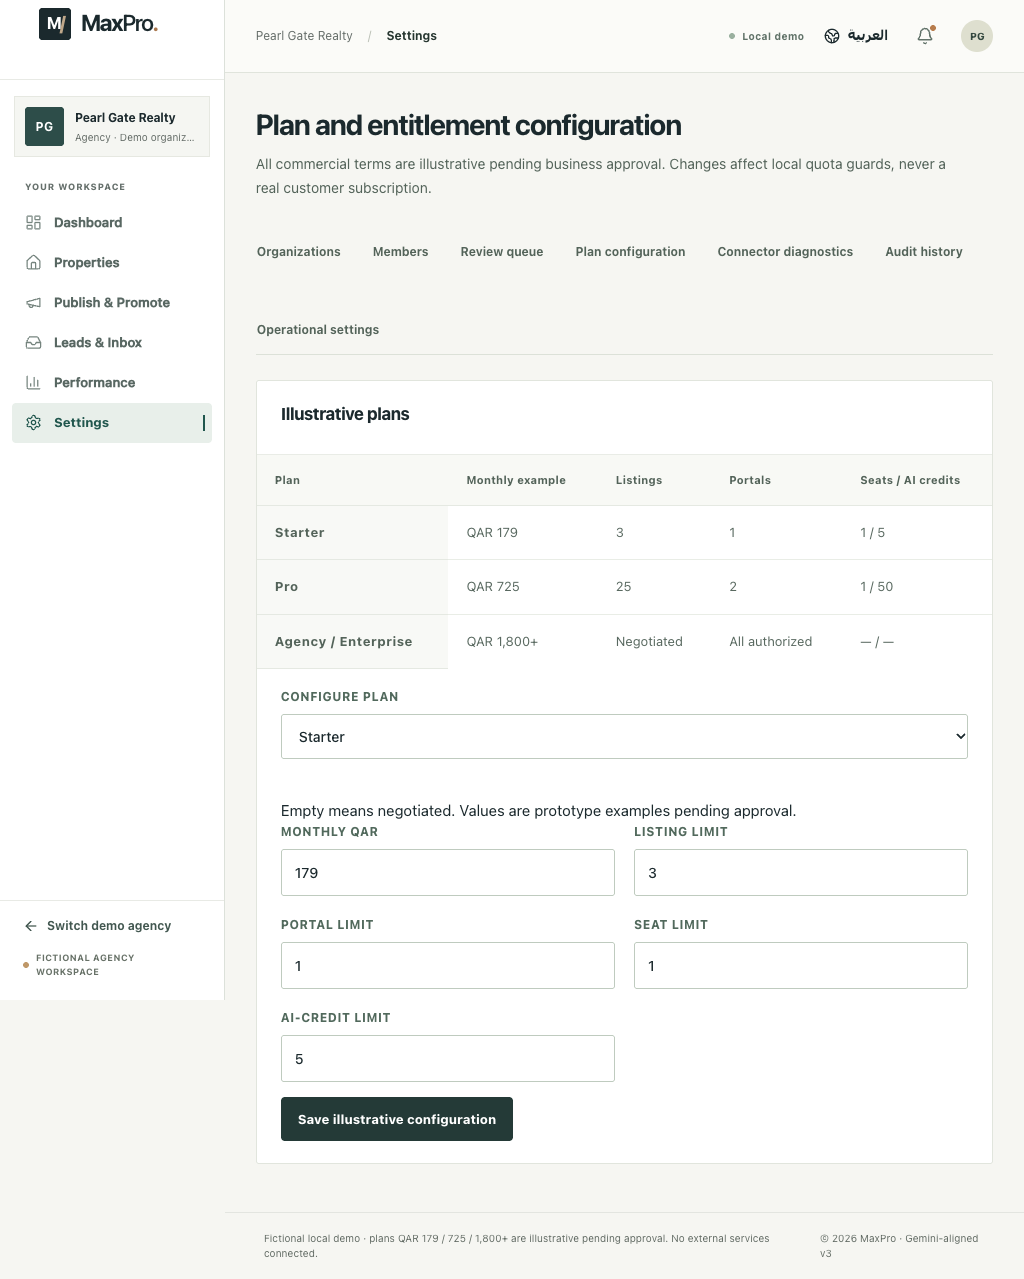 M/ MaxPro.
PG
Pearl Gate Realty
Agency · Demo organiz...
YOUR WORKSPACE
Dashboard
Properties
Publish & Promote
Leads & Inbox
Performance
Settings
Switch demo agency
FICTIONAL AGENCY
WORKSPACE
Pearl Gate Realty / Settings
Local demo
العربية
PG
Plan and entitlement configuration
All commercial terms are illustrative pending business approval. Changes affect local quota guards, never a
real customer subscription.
Organizations Members Review queue Plan configuration Connector diagnostics Audit history
Operational settings
Illustrative plans
Plan Monthly example Listings Portals Seats / AI credits
Starter QAR 179 3 1 1 / 5
Pro QAR 725 25 2 1 / 50
Agency / Enterprise QAR 1,800+ Negotiated All authorized — / —
CONFIGURE PLAN
Starter
Empty means negotiated. Values are prototype examples pending approval.
MONTHLY QAR LISTING LIMIT
179 3
PORTAL LIMIT SEAT LIMIT
1 1
AI-CREDIT LIMIT
5
Save illustrative configuration
Fictional local demo · plans QAR 179 / 725 / 1,800+ are illustrative pending approval. No external services
connected.
© 2026 MaxPro · Gemini-aligned
v3